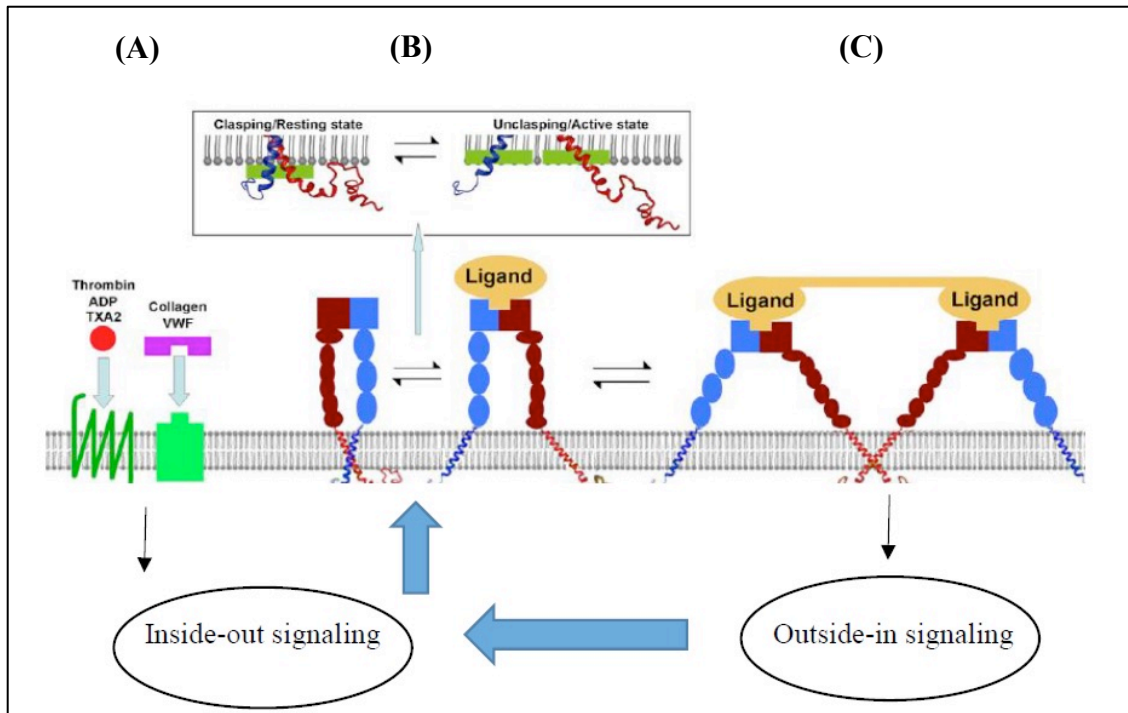 (A)
(B)
(C)
Clasping/Resting state
Unclasping/Active state
Thrombin
ADP
TXA2
Collagen
VWF
Ligand
Ligand
Ligand
Inside-out signaling
Outside-in signaling